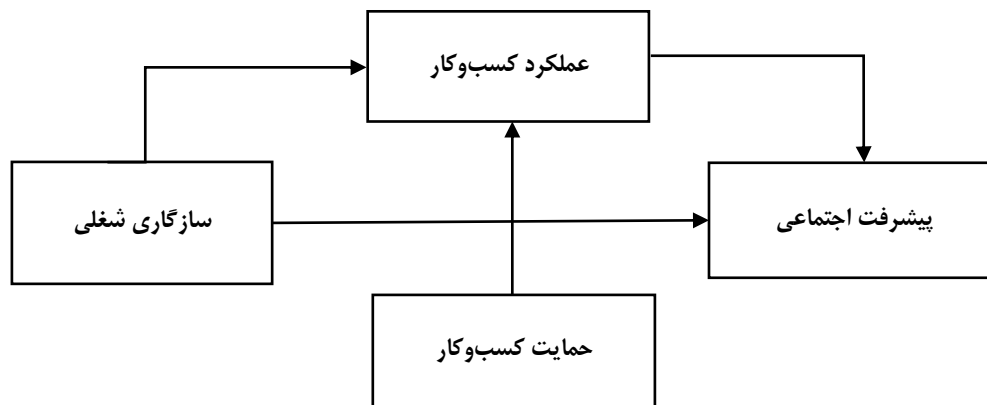 عملکرد کسب‌وکار
پیشرفت اجتماعی
سازگاری شغلی
حمایت کسب‌وکار